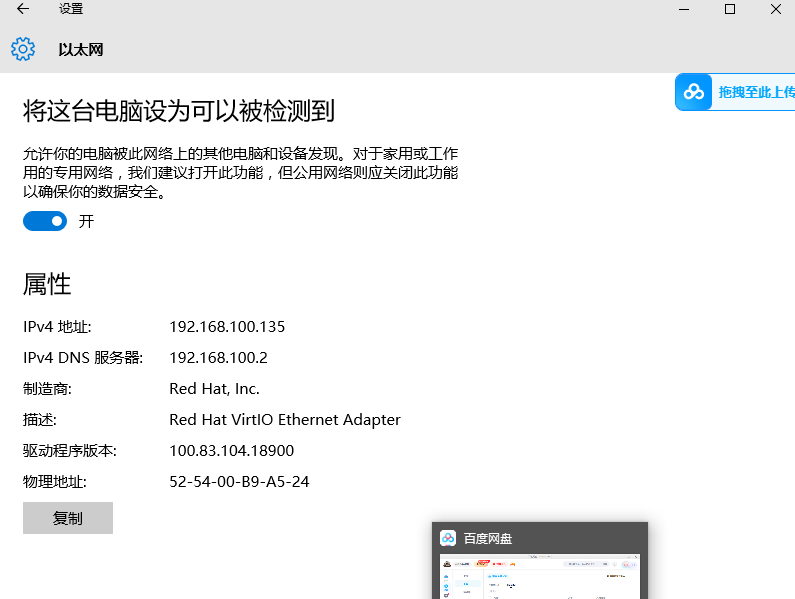 设置
以太网
拖拽至此上传
将这台电脑设为可以被检测到
允许你的电脑被此网络上的其他电脑和设备发现。对于家用或工作
用的专用网络，我们建议打开此功能，但公用网络则应关闭此功能
以确保你的数据安全。
开
属性
IPv4 地址: 192.168.100.135
IPv4 DNS 服务器: 192.168.100.2
制造商: Red Hat, Inc.
描述: Red Hat VirtIO Ethernet Adapter
驱动程序版本: 100.83.104.18900
物理地址: 52-54-00-B9-A5-24
复制
百度网盘